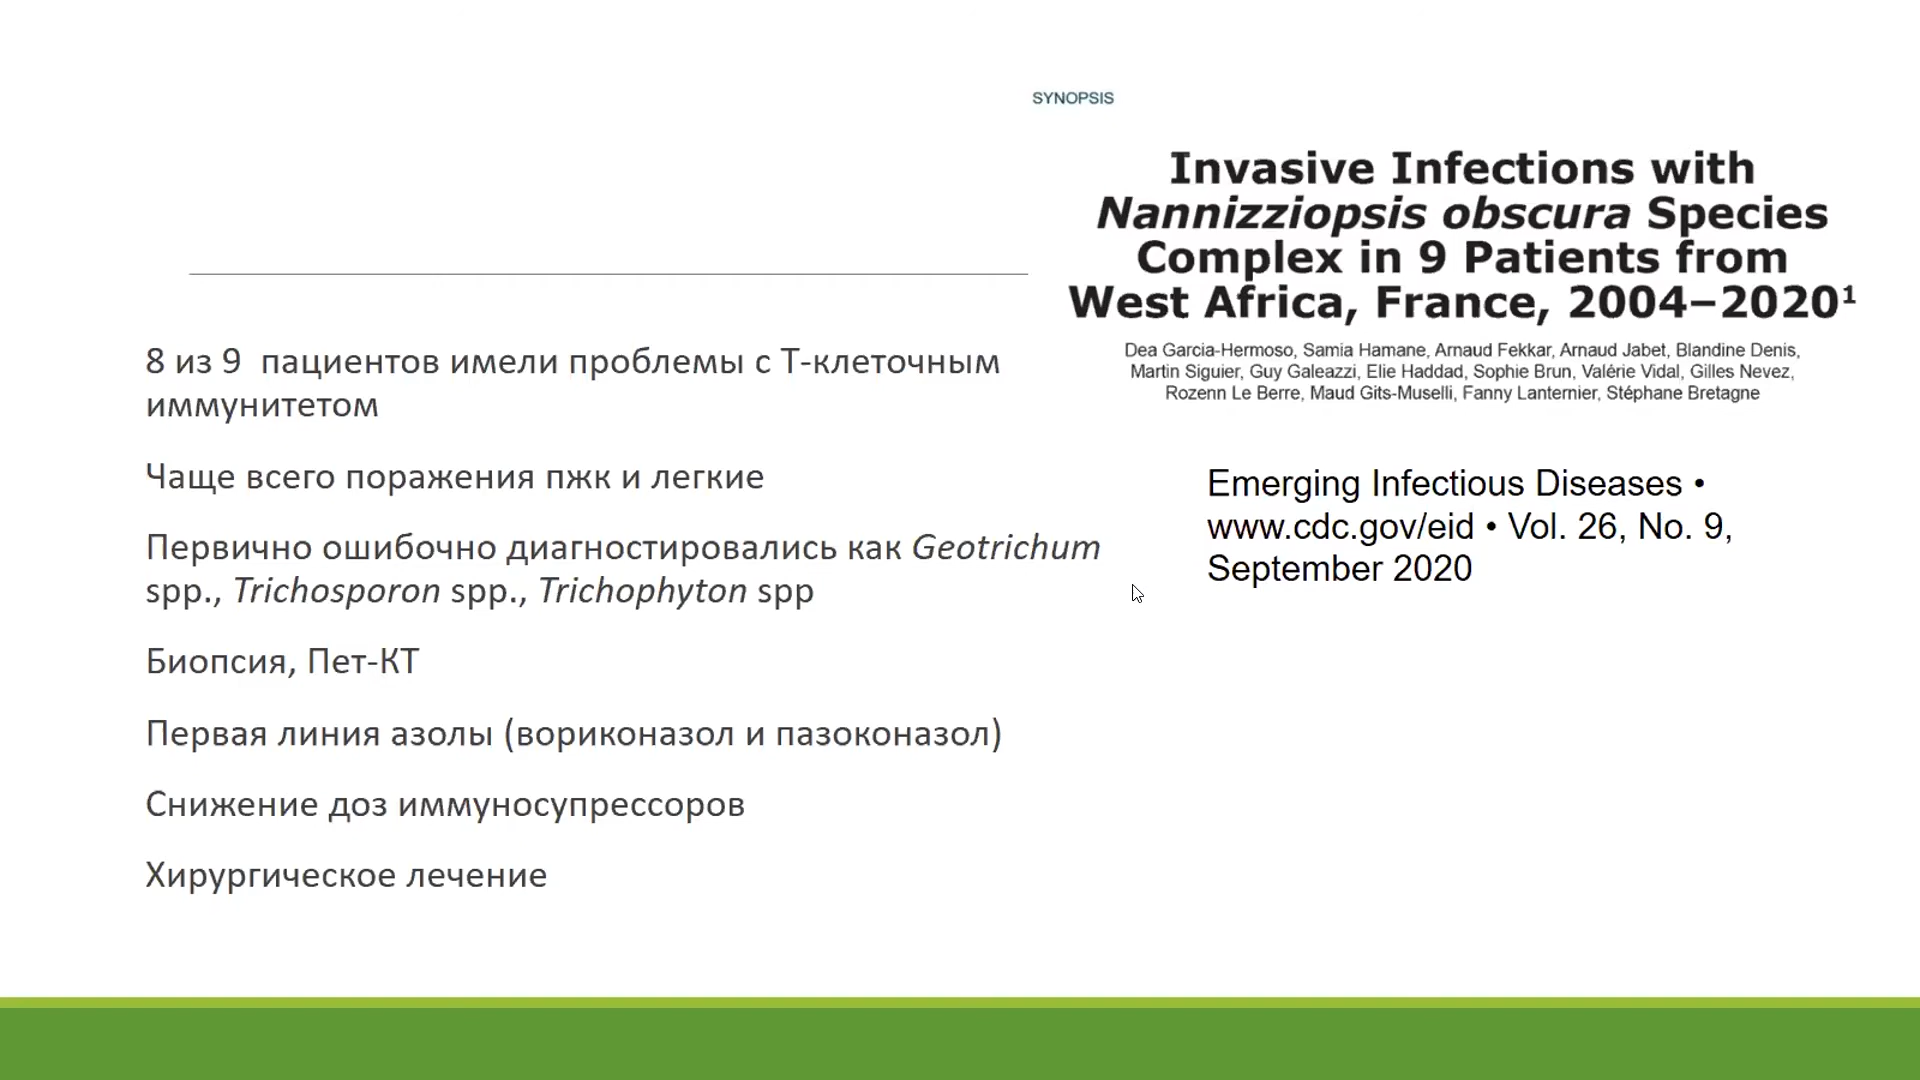 SYNOPSIS
Invasive Infections with
Nannizziopsis obscura Species
Complex in 9 Patients from
West Africa, France, 2004–2020¹
Dea Garcia-Hermoso, Samia Hamane, Arnaud Fekkar, Arnaud Jabet, Blandine Denis,
Martin Siguier, Guy Galeazzi, Elie Haddad, Sophie Brun, Valérie Vidal, Gilles Nevez,
Rozenn Le Berre, Maud Gits-Muselli, Fanny Lanternier, Stéphane Bretagne
8 из 9 пациентов имели проблемы с Т-клеточным
иммунитетом
Чаще всего поражения пжк и легкие
Первично ошибочно диагностировались как Geotrichum
spp., Trichosporon spp., Trichophyton spp
Биопсия, Пет-КТ
Первая линия азолы (вориконазол и пазоконазол)
Снижение доз иммуносупрессоров
Хирургическое лечение
Emerging Infectious Diseases •
www.cdc.gov/eid • Vol. 26, No. 9,
September 2020